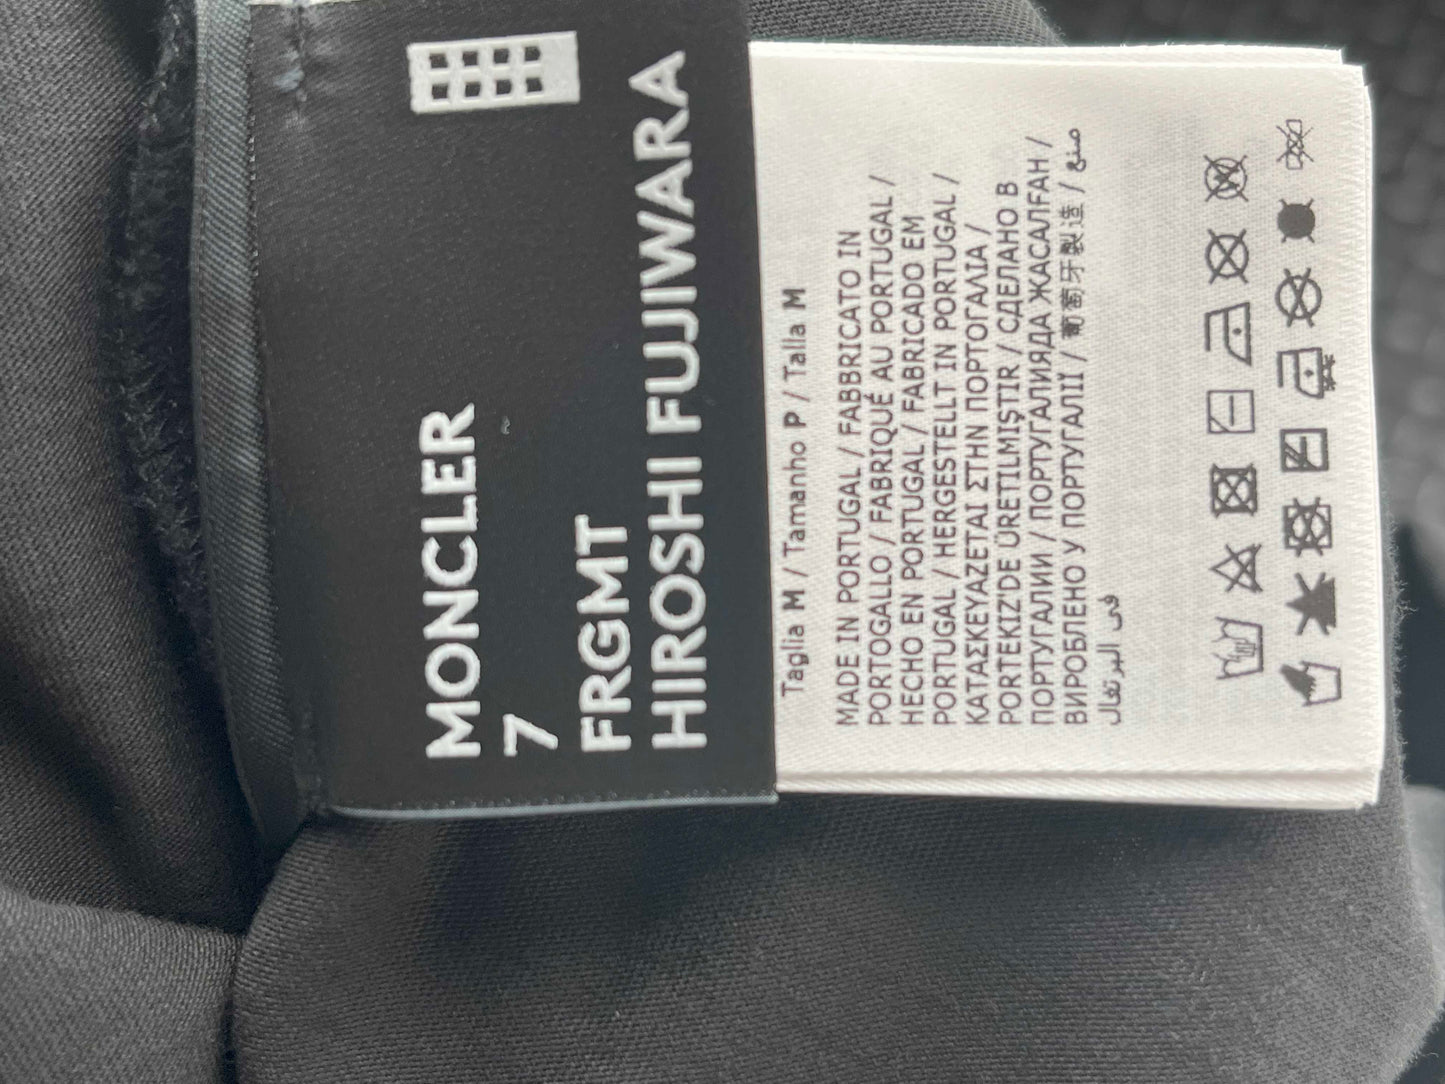 MONCLER
7
FRGMT
HIROSHI FUJIWARA
Taglia M / Tamanho P / Talla M
MADE IN PORTUGAL / FABBRICATO IN
PORTOGALLO / FABRIQUÉ AU PORTUGAL /
HECHO EN PORTUGAL / FABRICADO EM
PORTUGAL / HERGESTELLT IN PORTUGAL /
ΚΑΤΑΣΚΕΥΑΖΕΤΑΙ ΣΤΗΝ ΠΟΡΤΟΓΑΛΙΑ /
PORTEKIZ'DE ÜRETILMIŞTIR / СДЕЛАНО В
ПОРТУГАЛИИ / ПОРТУГАЛИЯДА ЖАСАЛҒАН /
ВИРОБЛЕНО У ПОРТУГАЛІЇ / 葡萄牙製造 / صنع
في البرتغال